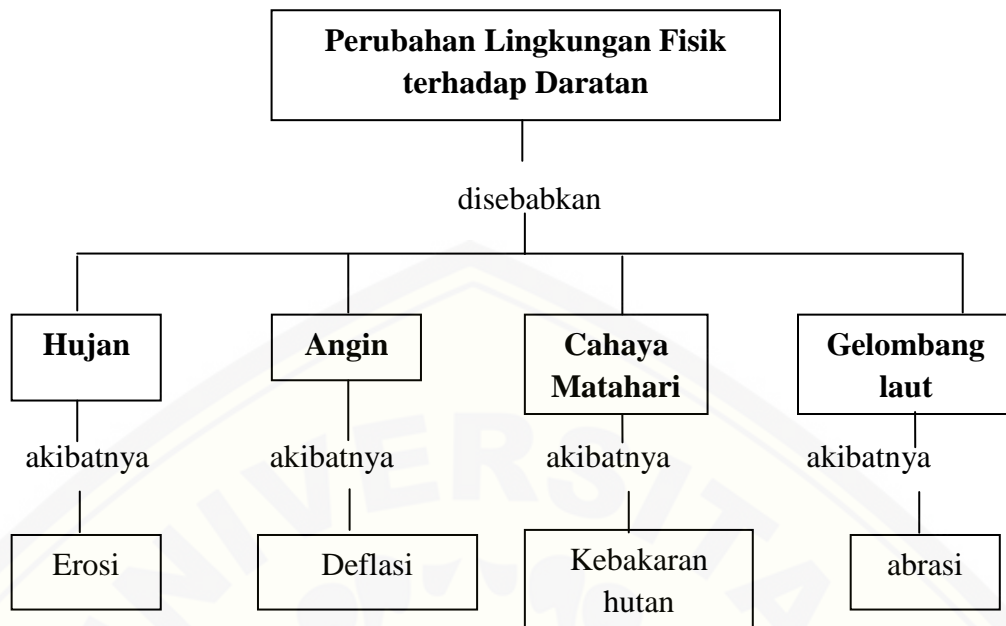 Perubahan Lingkungan Fisik
terhadap Daratan
disebabkan
Hujan
Angin
Cahaya
Matahari
Gelombang
laut
akibatnya
akibatnya
akibatnya
akibatnya
Erosi
Deflasi
Kebakaran
hutan
abrasi
UNIVERSITA